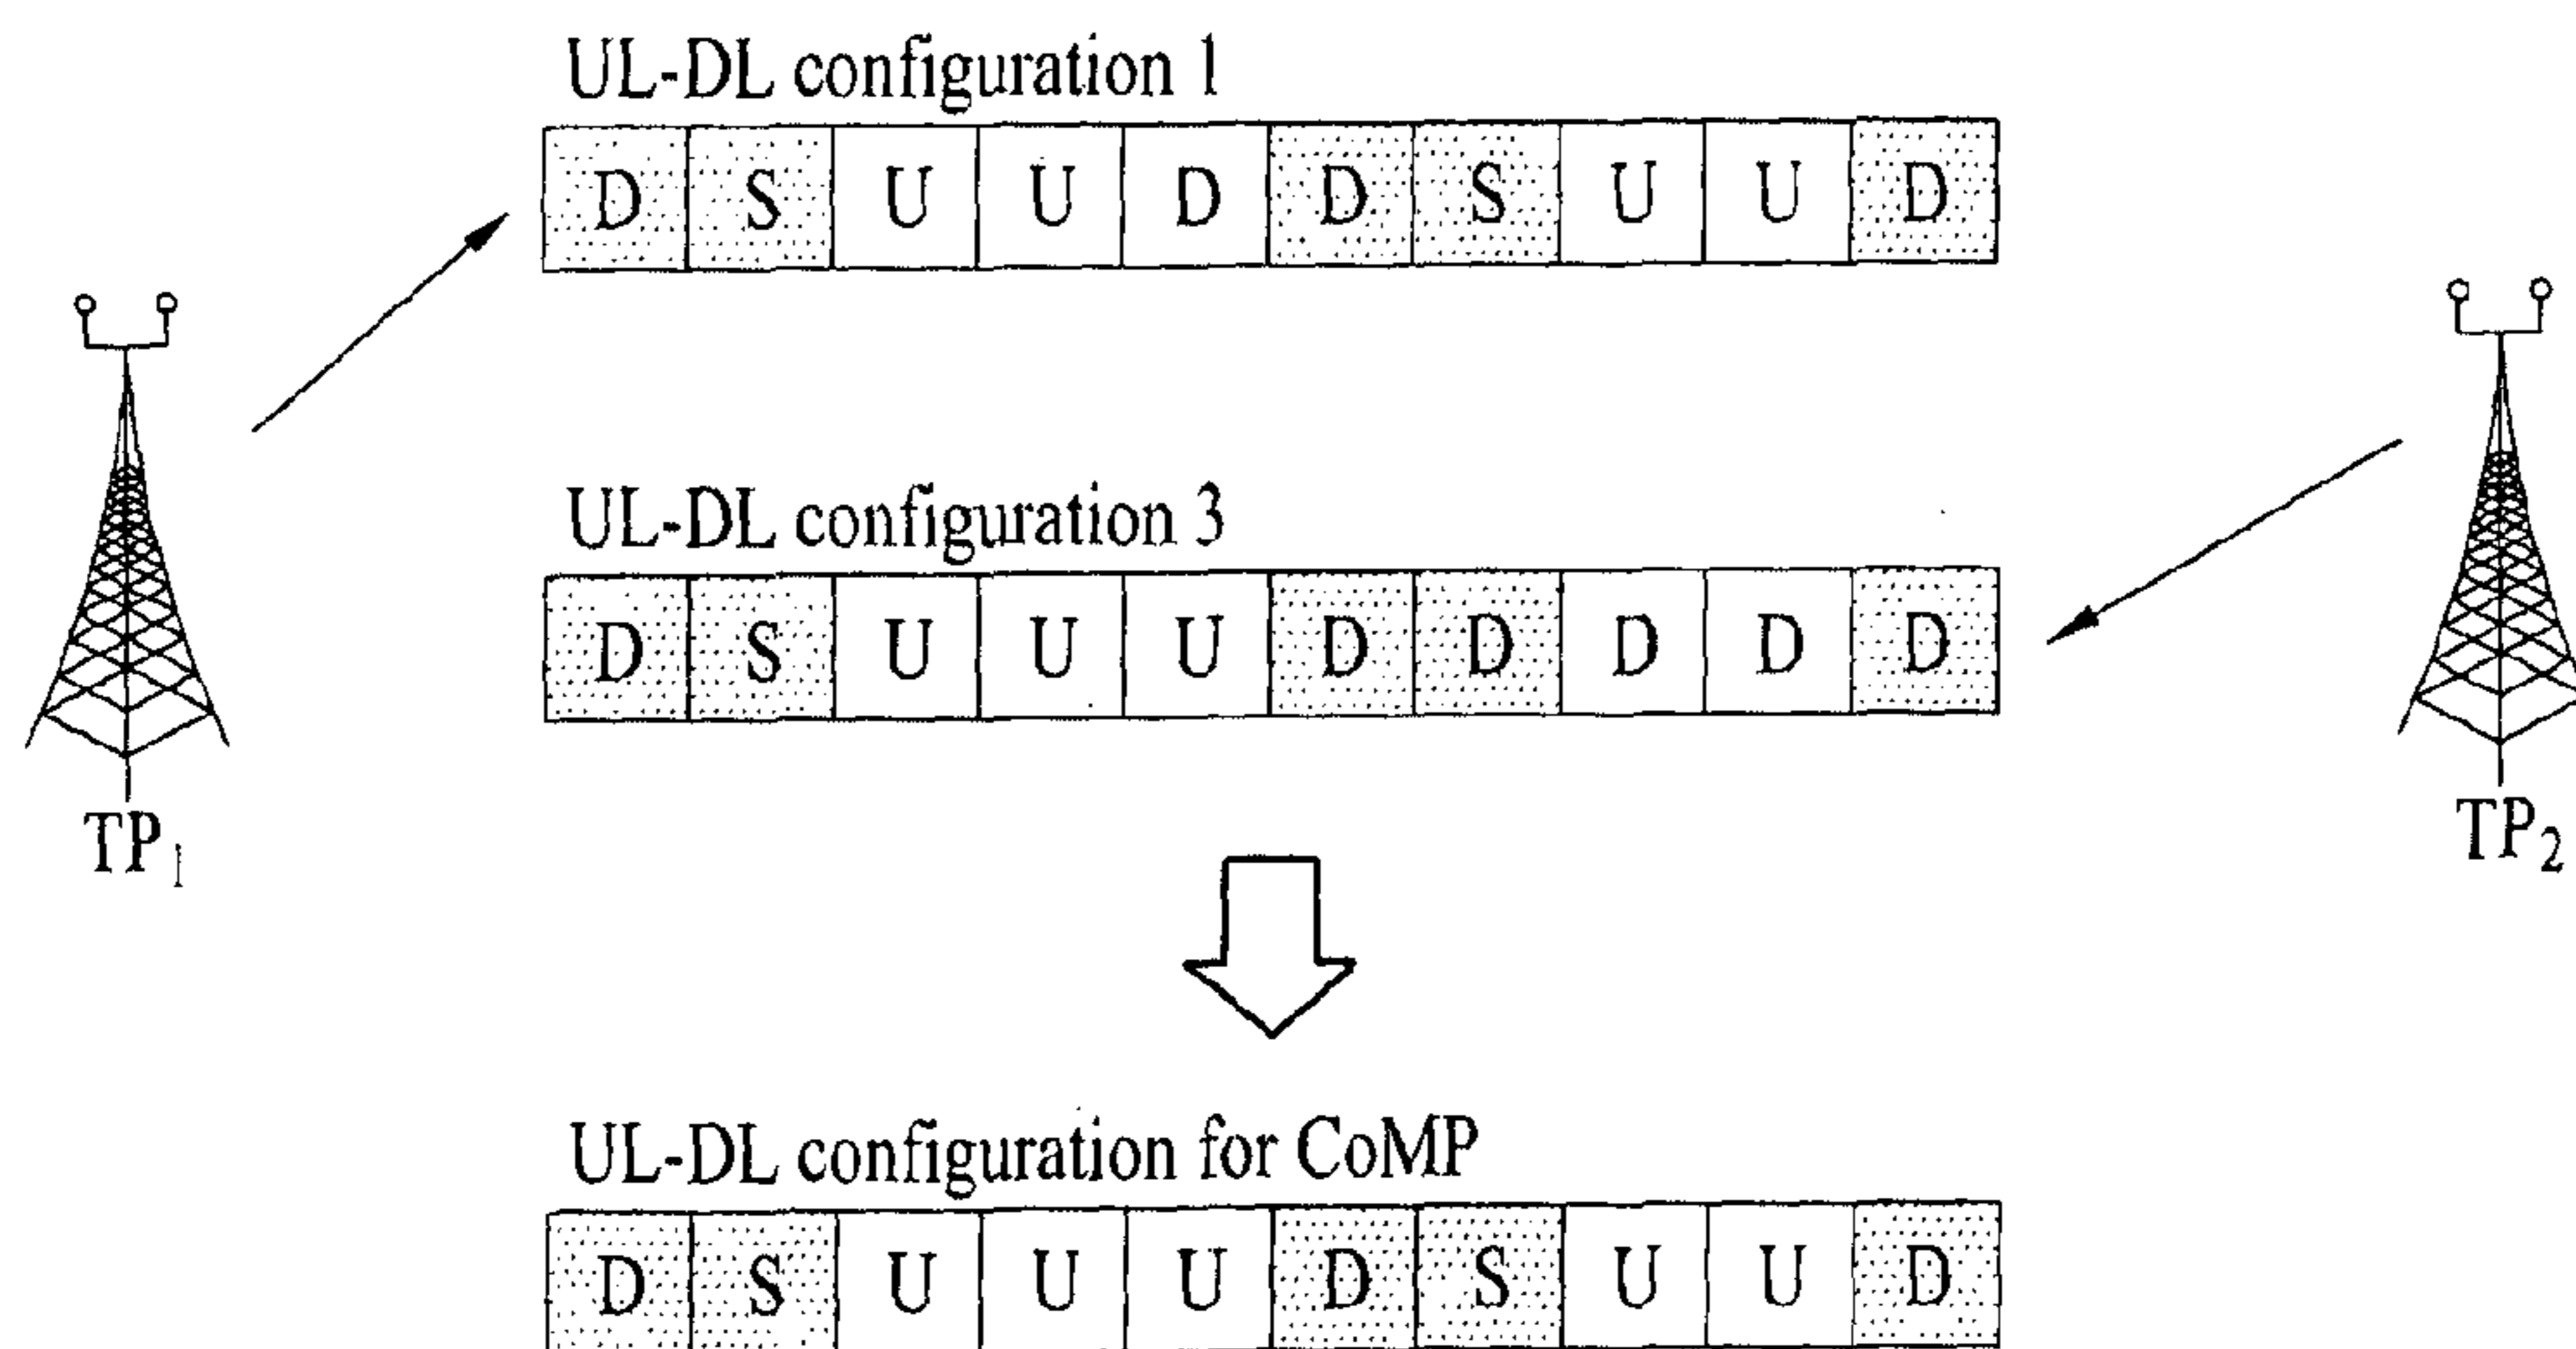 UL-DL configuration 1
D S U U D D S U U D
UL-DL configuration 3
D S U U U D D D D D
TP1
TP2
UL-DL configuration for CoMP
D S U U U D S U U D